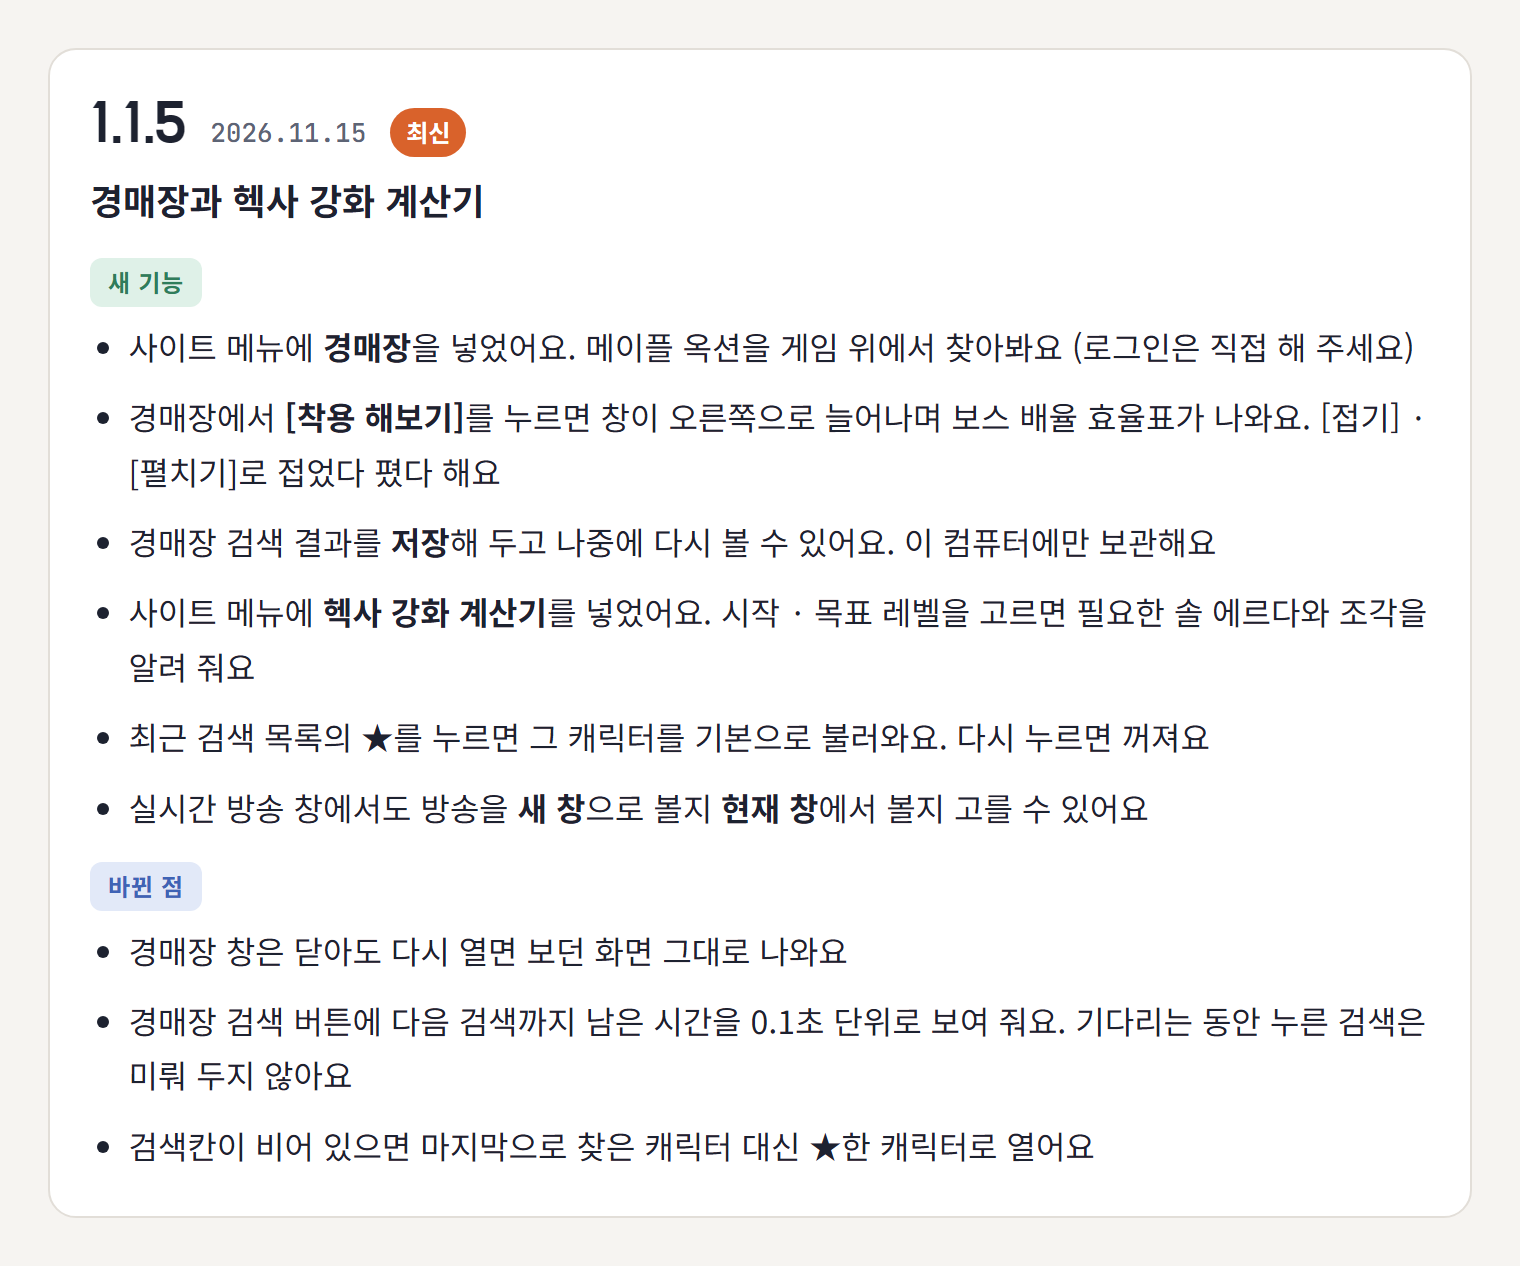 1.1.5 2026.11.15 최신
경매장과 헥사 강화 계산기
새 기능
사이트 메뉴에 경매장을 넣었어요. 메이플 옥션을 게임 위에서 찾아봐요 (로그인은 직접 해 주세요)
경매장에서 [착용 해보기]를 누르면 창이 오른쪽으로 늘어나며 보스 배율 효율표가 나와요. [접기] ·
[펼치기]로 접었다 폈다 해요
경매장 검색 결과를 저장해 두고 나중에 다시 볼 수 있어요. 이 컴퓨터에만 보관해요
사이트 메뉴에 헥사 강화 계산기를 넣었어요. 시작 · 목표 레벨을 고르면 필요한 솔 에르다와 조각을
알려 줘요
최근 검색 목록의 ★를 누르면 그 캐릭터를 기본으로 불러와요. 다시 누르면 꺼져요
실시간 방송 창에서도 방송을 새 창으로 볼지 현재 창에서 볼지 고를 수 있어요
바뀐 점
경매장 창은 닫아도 다시 열면 보던 화면 그대로 나와요
경매장 검색 버튼에 다음 검색까지 남은 시간을 0.1초 단위로 보여 줘요. 기다리는 동안 누른 검색은
미뤄 두지 않아요
검색칸이 비어 있으면 마지막으로 찾은 캐릭터 대신 ★한 캐릭터로 열어요